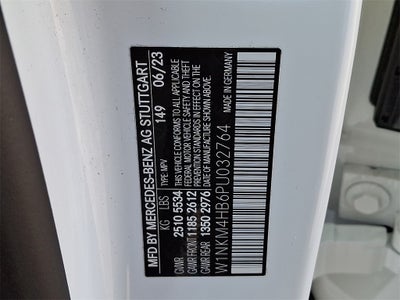 MFD BY MERCEDES-BENZ AG STUTTGART
149 06/23
KG LBS TYPE: MPV
GVWR 2510 5534 THIS VEHICLE CONFORMS TO ALL APPLICABLE
GAWR FRONT 1185 2612 FEDERAL MOTOR VEHICLE SAFETY AND THEFT
GAWR REAR 1350 2976 PREVENTION STANDARDS IN EFFECT ON THE
DATE OF MANUFACTURE SHOWN ABOVE.
W1NKM4HB6PU032764 MADE IN GERMANY